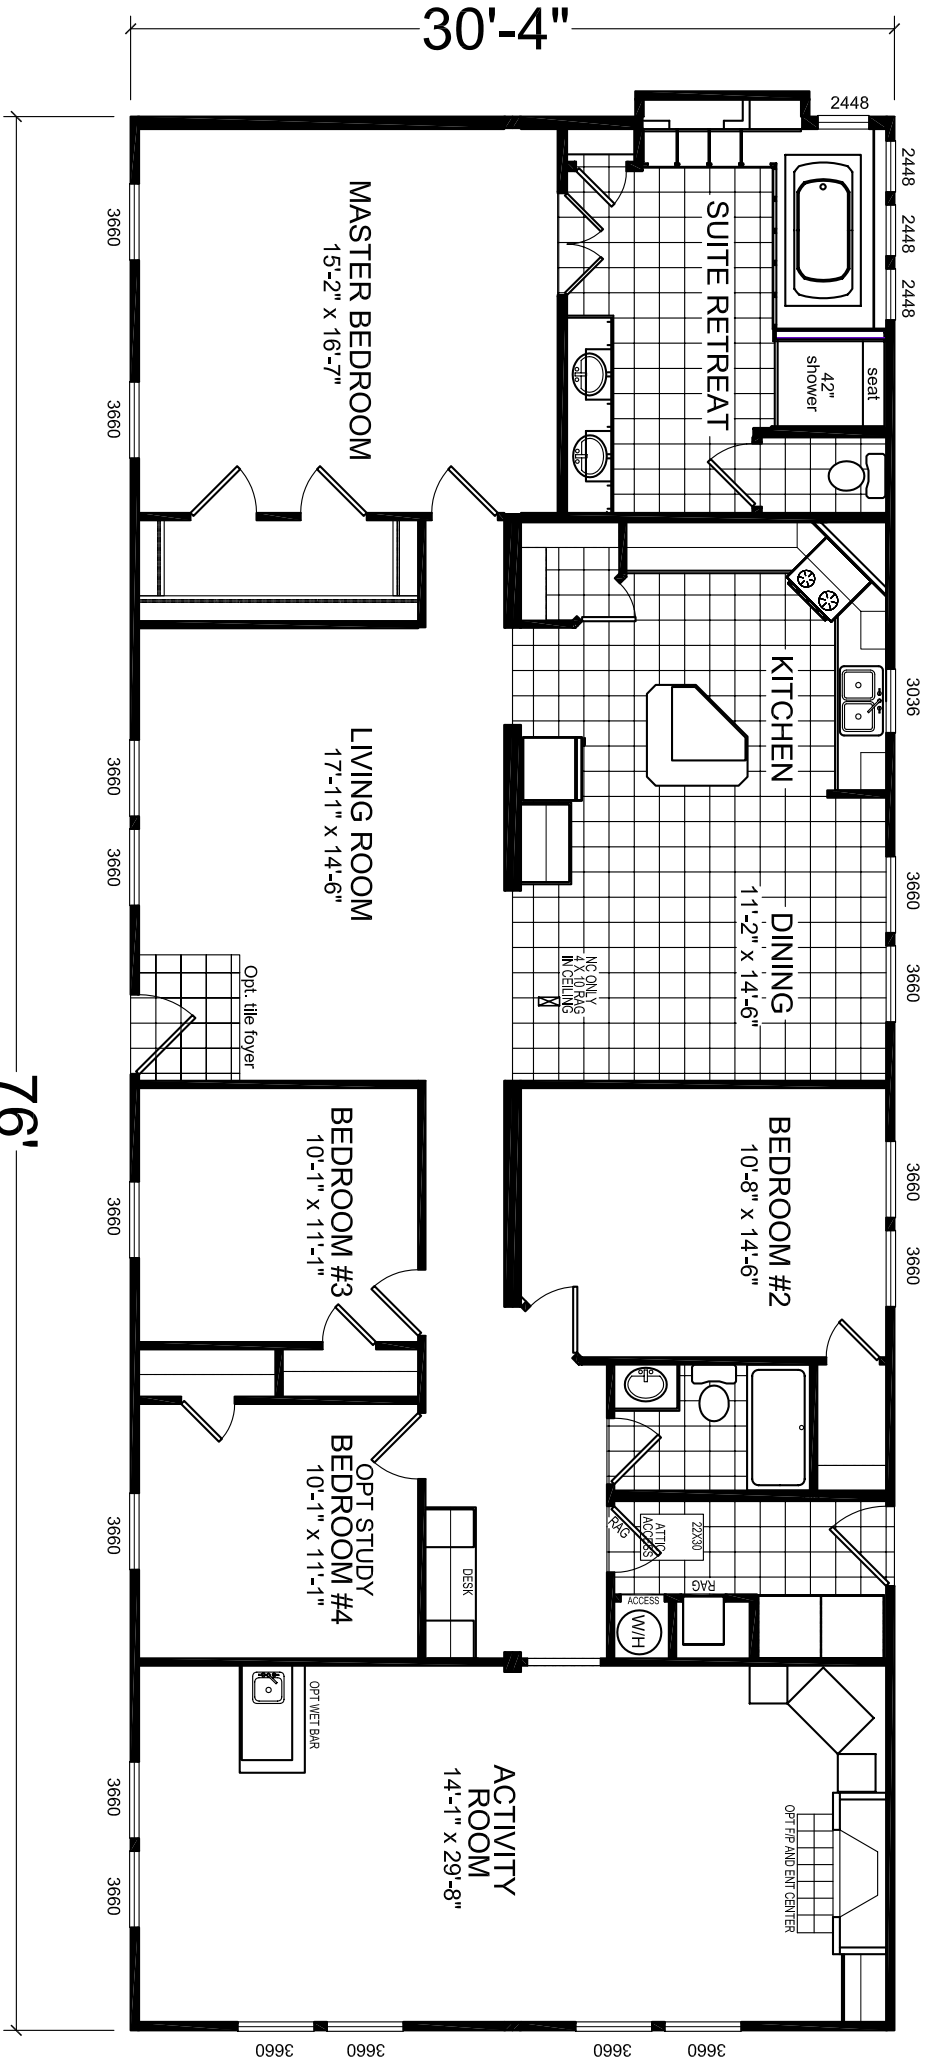 30'-4"
76'
2448
2448
2448
2448
3036
3660
3660
3660
3660
SUITE RETREAT
42"
shower
seat
KITCHEN
DINING
11'-2" x 14'-6"
NC ONLY
4 X 10 RAG
IN CEILING
BEDROOM #2
10'-8" x 14'-6"
22X30
ATTIC
ACCESS
RAG
RAG
ACCESS
W/H
OPT F/P AND ENT CENTER
MASTER BEDROOM
15'-2" x 16'-7"
LIVING ROOM
17'-11" x 14'-6"
Opt. tile foyer
BEDROOM #3
10'-1" x 11'-1"
OPT STUDY
BEDROOM #4
10'-1" x 11'-1"
DESK
OPT WET BAR
ACTIVITY
ROOM
14'-1" x 29'-8"
3660
3660
3660
3660
3660
3660
3660
3660
3660
3660
3660
3660